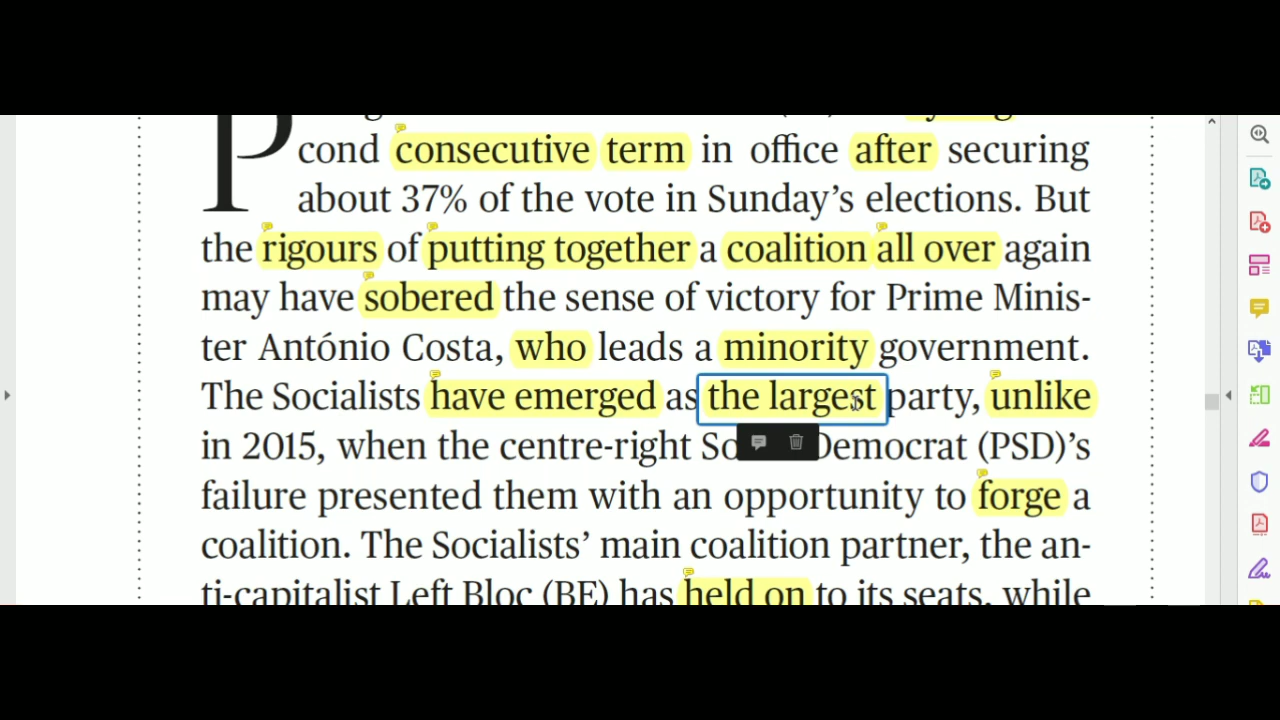 P
cond consecutive term in office after securing
about 37% of the vote in Sunday's elections. But
the rigours of putting together a coalition all over again
may have sobered the sense of victory for Prime Minis-
ter António Costa, who leads a minority government.
The Socialists have emerged as the largest party, unlike
in 2015, when the centre-right So Democrat (PSD)'s
failure presented them with an opportunity to forge a
coalition. The Socialists' main coalition partner, the an-
ti-capitalist Left Bloc (BE) has held on to its seats, while